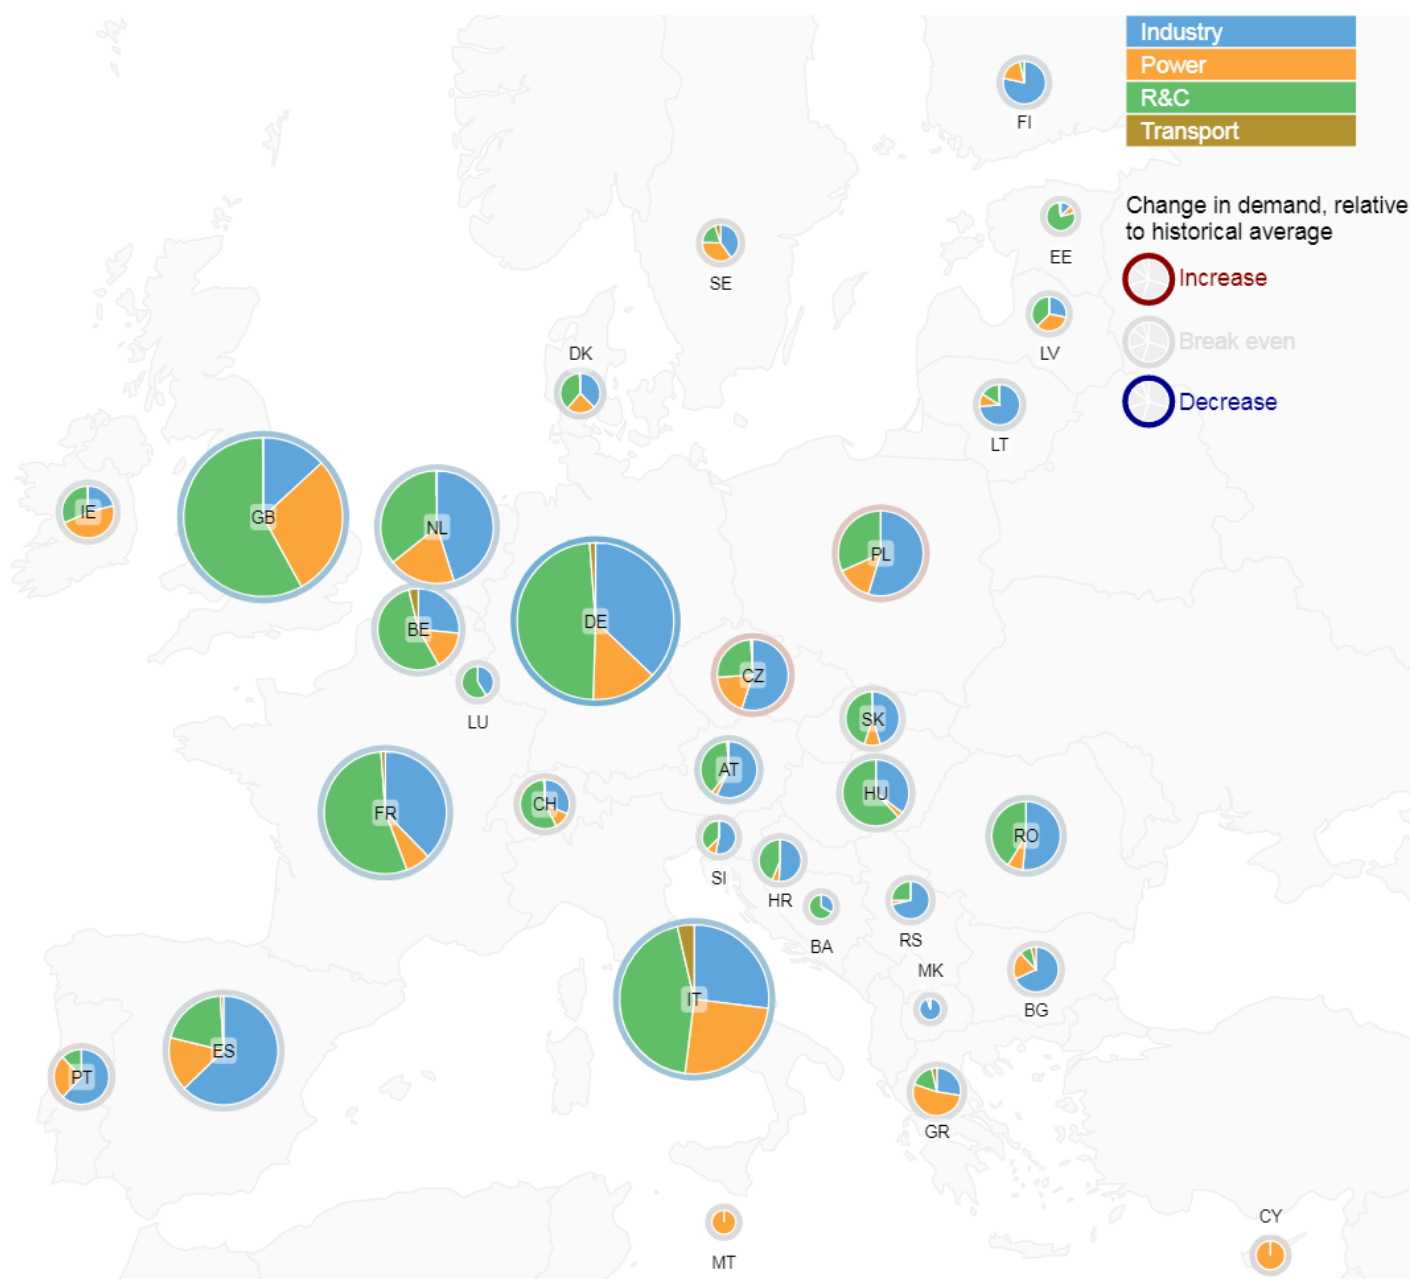 Industry
Power
R&C
Transport
Change in demand, relative
to historical average
Increase
Break even
Decrease
FI
EE
SE
LV
DK
LT
IE
GB
NL
PL
BE
DE
CZ
LU
SK
AT
HU
FR
CH
RO
SI
HR
BA
RS
MK
BG
IT
ES
PT
GR
MT
CY